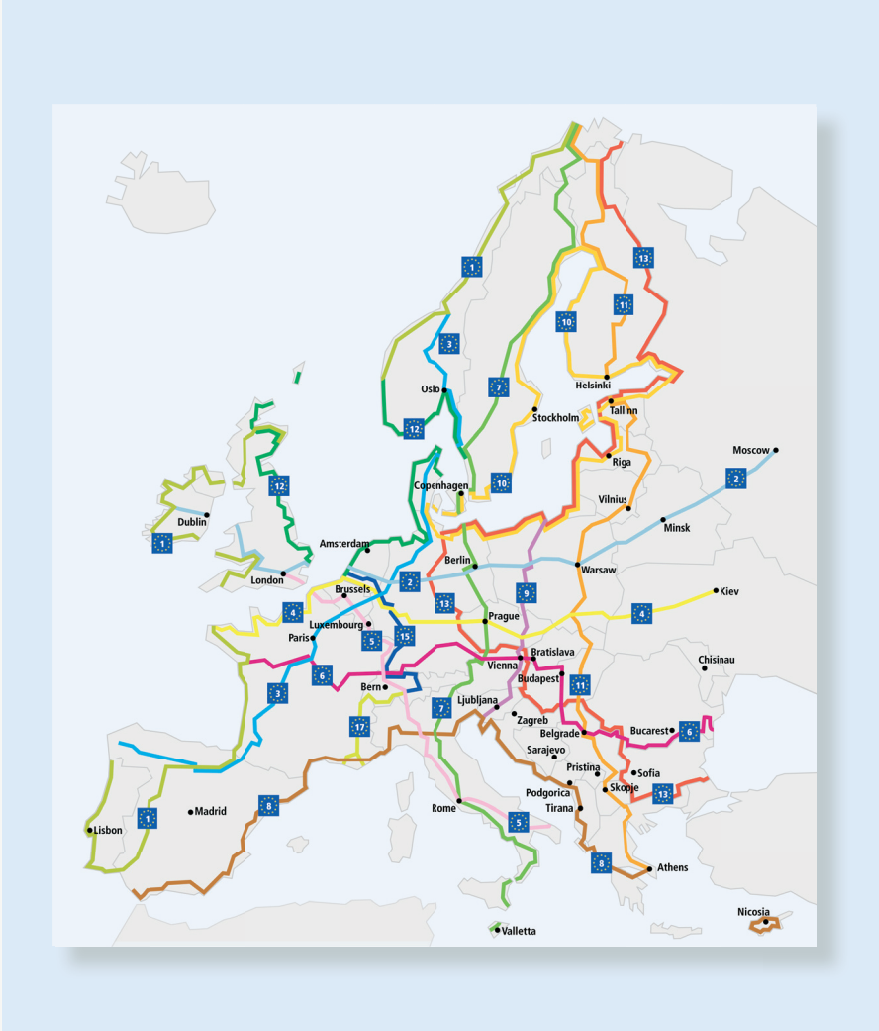 1
13
11
10
3
7
Oslo
Helsinki
12
Stockholm
Tallinn
Moscow
Riga
2
12
Copenhagen
10
Vilnius
Dublin
Minsk
1
Amsterdam
Berlin
Warsaw
London
2
Brussels
9
Kiev
13
4
4
Luxembourg
Prague
Paris
5
15
Bratislava
Vienna
Chisinau
6
Budapest
Bern
11
3
Ljubljana
7
Zagreb
17
Belgrade
Bucarest
6
Sarajevo
Pristina
Sofia
Podgorica
Skopje
13
Rome
Tirana
8
Madrid
1
Lisbon
5
8
Athens
Nicosia
Valletta